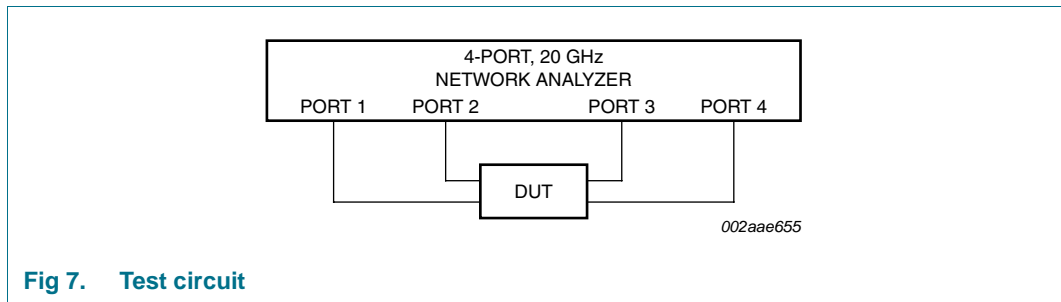 4-PORT, 20 GHz
NETWORK ANALYZER
PORT 1 PORT 2 PORT 3 PORT 4
DUT
002aae655
Fig 7. Test circuit